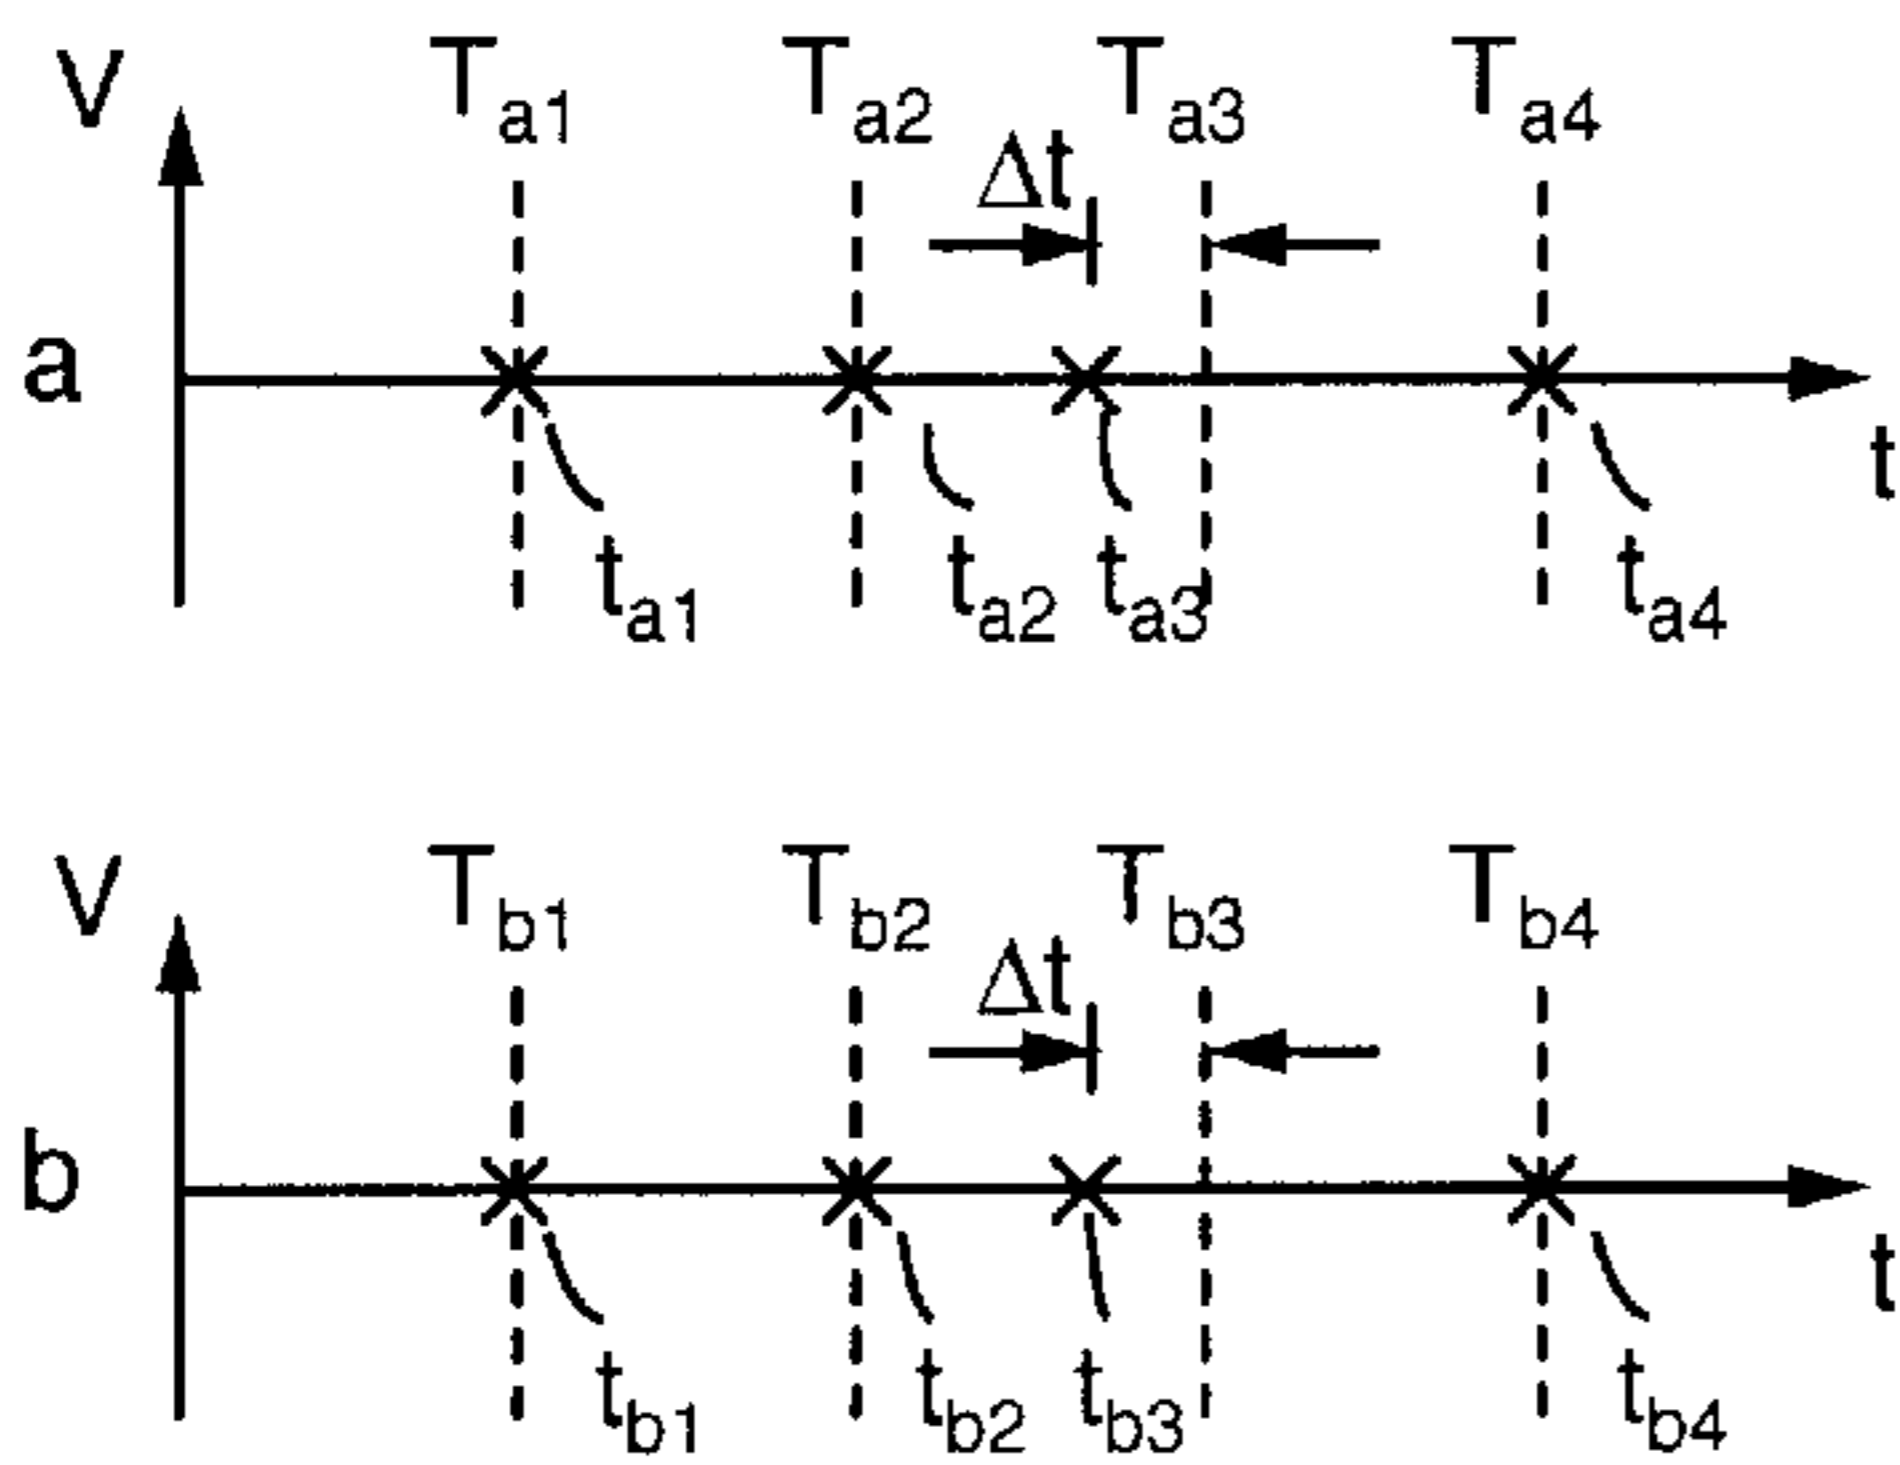 V Ta1 Ta2 Ta3 Ta4
Δt
a
t
ta1 ta2 ta3 ta4
V Tb1 Tb2 Tb3 Tb4
Δt
b
t
tb1 tb2 tb3 tb4